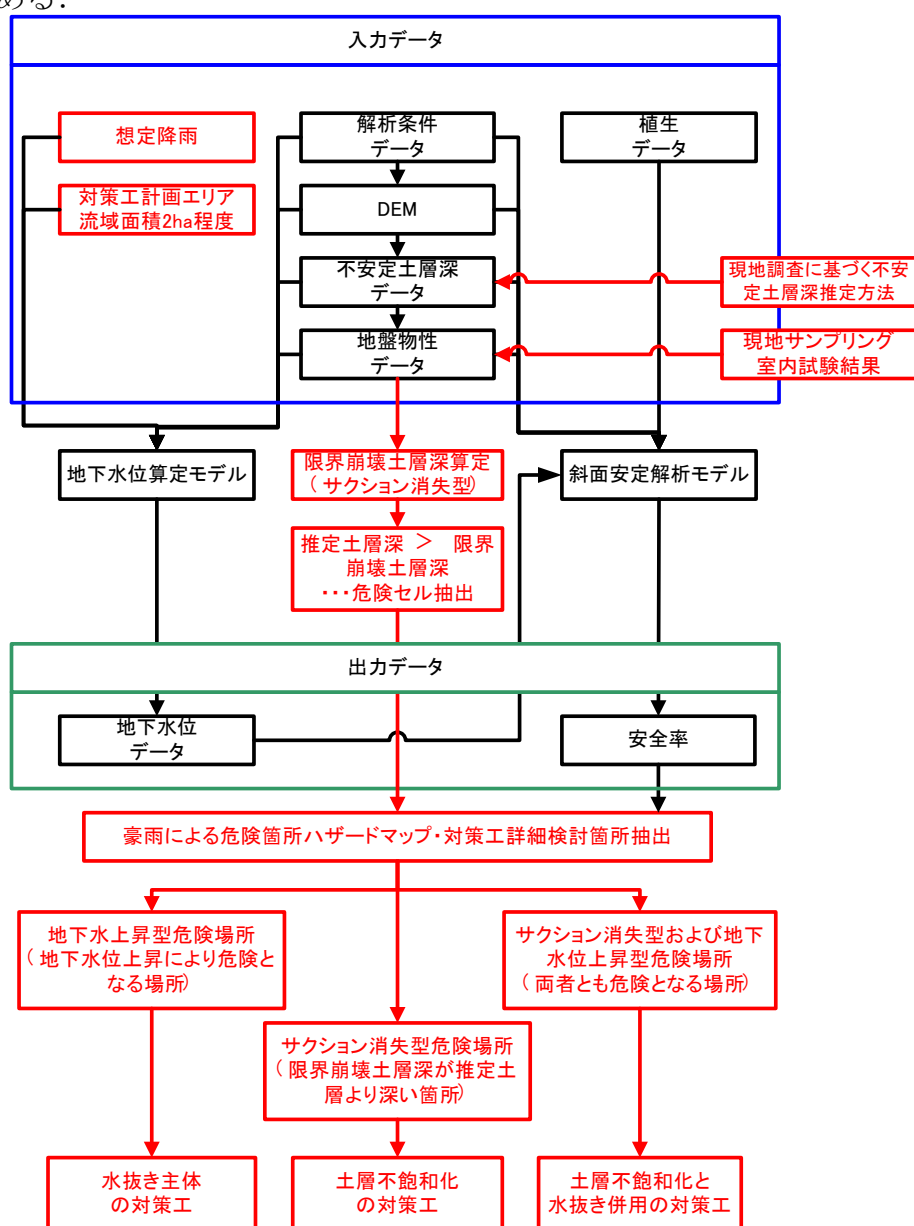 ある.
入力データ
想定降雨
解析条件
データ
植生
データ
対策工計画エリア
流域面積2ha程度
DEM
不安定土層深
データ
現地調査に基づく不安
定土層深推定方法
地盤物性
データ
現地サンプリング
室内試験結果
地下水位算定モデル
限界崩壊土層深算定
(サクション消失型)
斜面安定解析モデル
推定土層深 > 限界
崩壊土層深
・・・危険セル抽出
出力データ
地下水位
データ
安全率
豪雨による危険箇所ハザードマップ・対策工詳細検討箇所抽出
地下水上昇型危険場所
(地下水位上昇により危険と
なる場所)
サクション消失型および地下
水位上昇型危険場所
(両者とも危険となる場所)
サクション消失型危険場所
(限界崩壊土層深が推定土
層より深い箇所)
水抜き主体
の対策工
土層不飽和化
の対策工
土層不飽和化と
水抜き併用の対策工